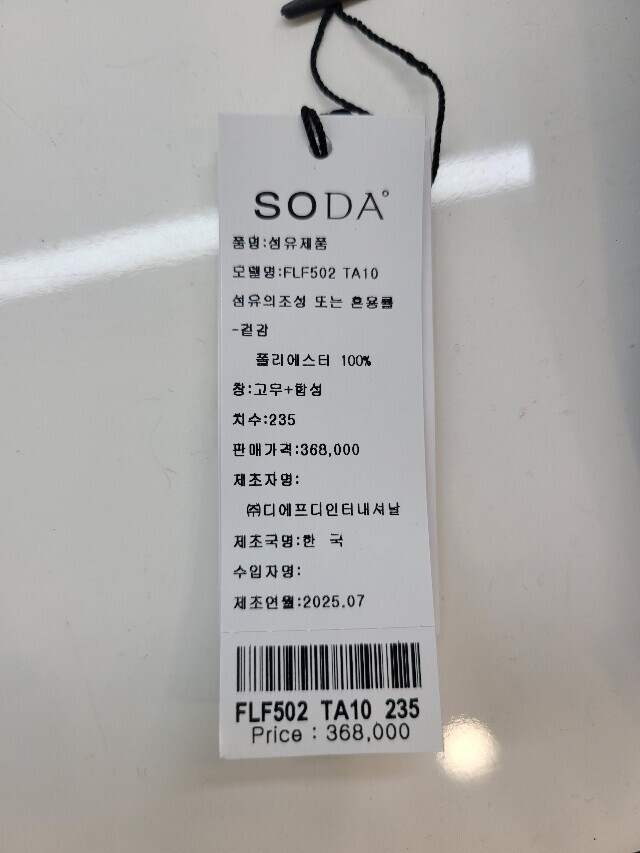 SODA
품명:섬유제품
모델명:FLF502 TA10
섬유의조성 또는 혼용률
-겉감
폴리에스터 100%
창:고무+합성
치수:235
판매가격:368,000
제조자명:
㈜디에프디인터내셔날
제조국명:한 국
수입자명:
제조연월:2025.07
FLF502 TA10 235
Price : 368,000